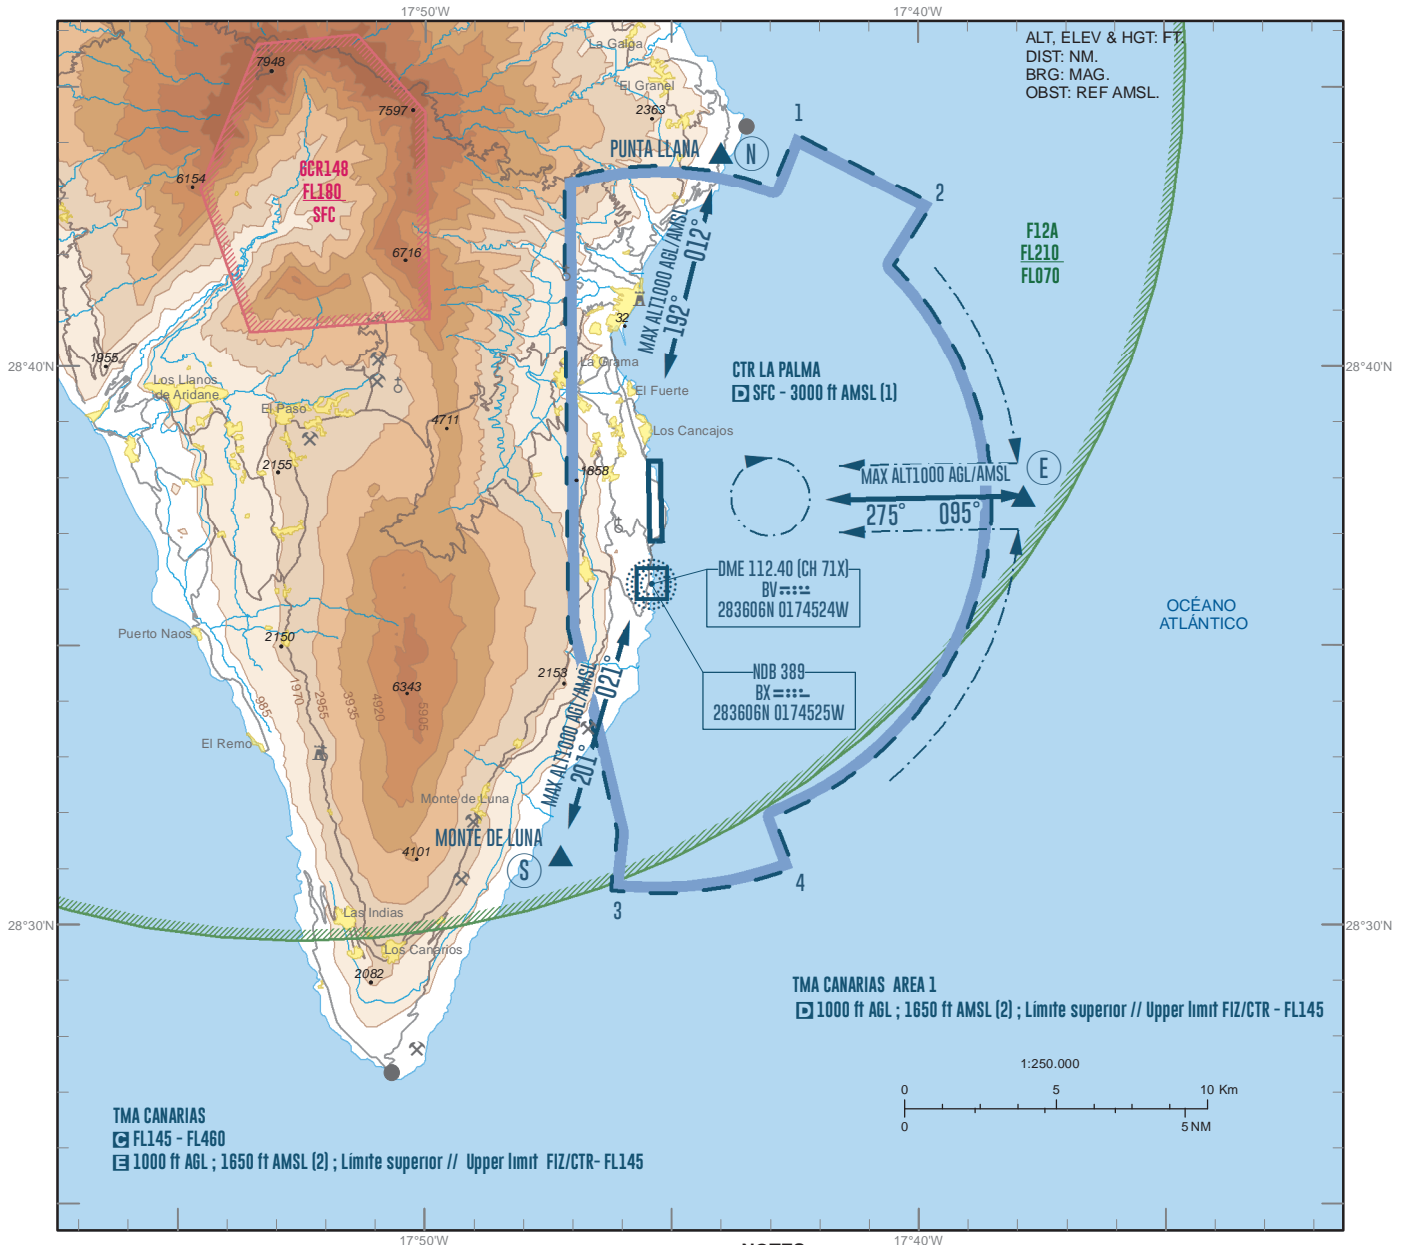 17°50'W
17°40'W
ALT, ELEV & HGT: FT.
DIST: NM.
BRG: MAG.
OBST: REF AMSL.
La Galga
7948
El Granel
7597
2363
1
PUNTA LLANA
N
GCR148
FL180
SFC
6154
2
F12A
FL210
FL070
6716
MAX ALT1000 AGL/AMSL
012°
192°
32
1955
28°40'N
28°40'N
La Grama
CTR LA PALMA
D SFC - 3000 ft AMSL (1)
Los Llanos
de Aridane
El Fuerte
El Paso
4711
Los Cancajos
2155
1858
E
MAX ALT1000 AGL/AMSL
275° 095°
DME 112.40 (CH 71X)
BV
283606N 0174524W
OCÉANO
ATLÁNTICO
Puerto Naos
2150
2153
NDB 389
BX
283606N 0174525W
6343
985
1970
2955
3935
4920
5905
MAX ALT1000 AGL/AMSL
021°
201°
El Remo
Monte de Luna
MONTE DE LUNA
S
4101
4
3
Las Indias
28°30'N
28°30'N
Los Canarios
2082
TMA CANARIAS AREA 1
D 1000 ft AGL ; 1650 ft AMSL (2) ; Límite superior // Upper limit FIZ/CTR - FL145
1:250.000
0 5 10 Km
0 5 NM
TMA CANARIAS
C FL145 - FL460
E 1000 ft AGL ; 1650 ft AMSL (2) ; Límite superior // Upper limit FIZ/CTR- FL145
17°50'W
17°40'W
NOTES